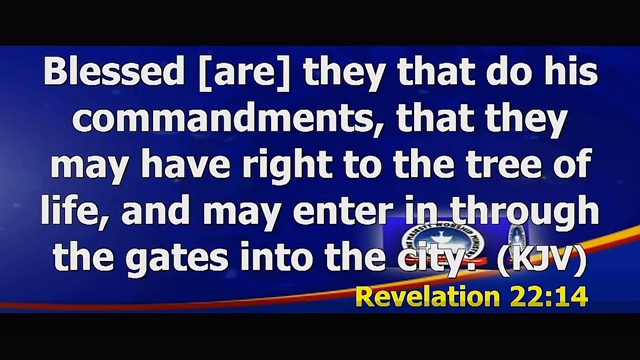 Blessed [are] they that do his
commandments, that they
may have right to the tree of
life, and may enter in through
the gates into the city. (KJV)
Revelation 22:14